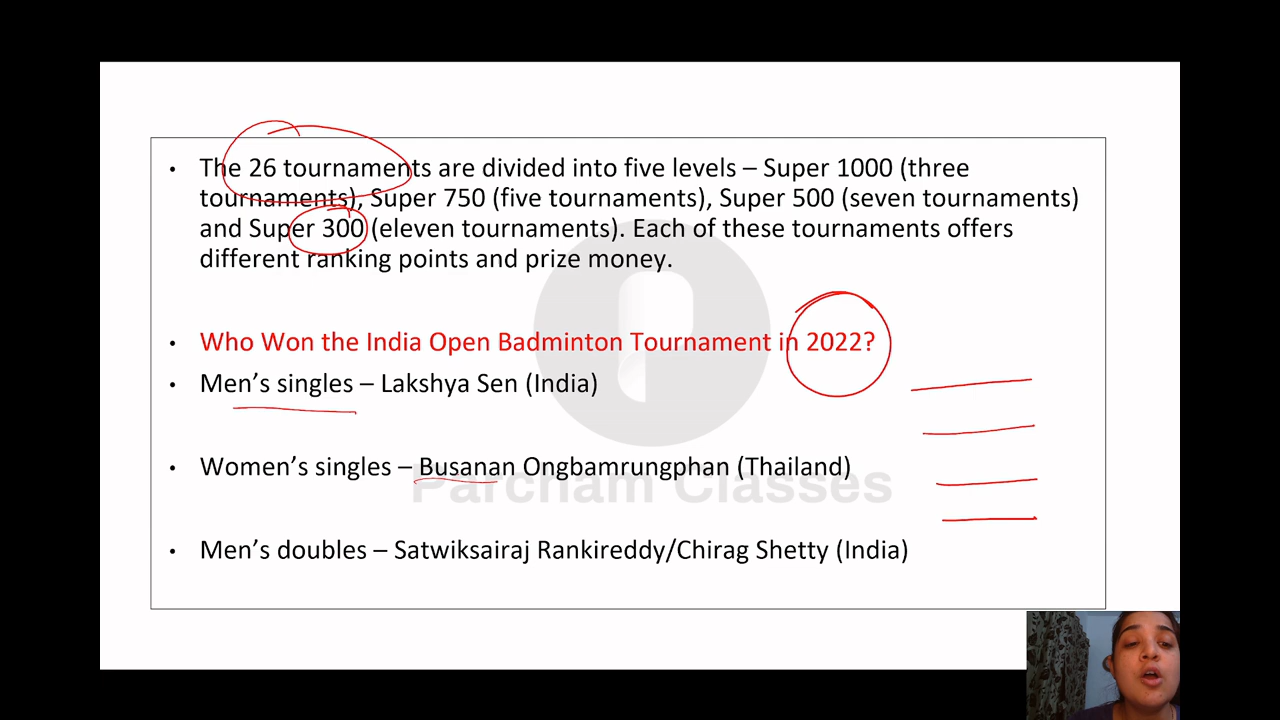 • The 26 tournaments are divided into five levels – Super 1000 (three
tournaments), Super 750 (five tournaments), Super 500 (seven tournaments)
and Super 300 (eleven tournaments). Each of these tournaments offers
different ranking points and prize money.
• Who Won the India Open Badminton Tournament in 2022?
• Men’s singles – Lakshya Sen (India)
• Women’s singles – Busanan Ongbamrungphan (Thailand)
Parcham Classes
• Men’s doubles – Satwiksairaj Rankireddy/Chirag Shetty (India)